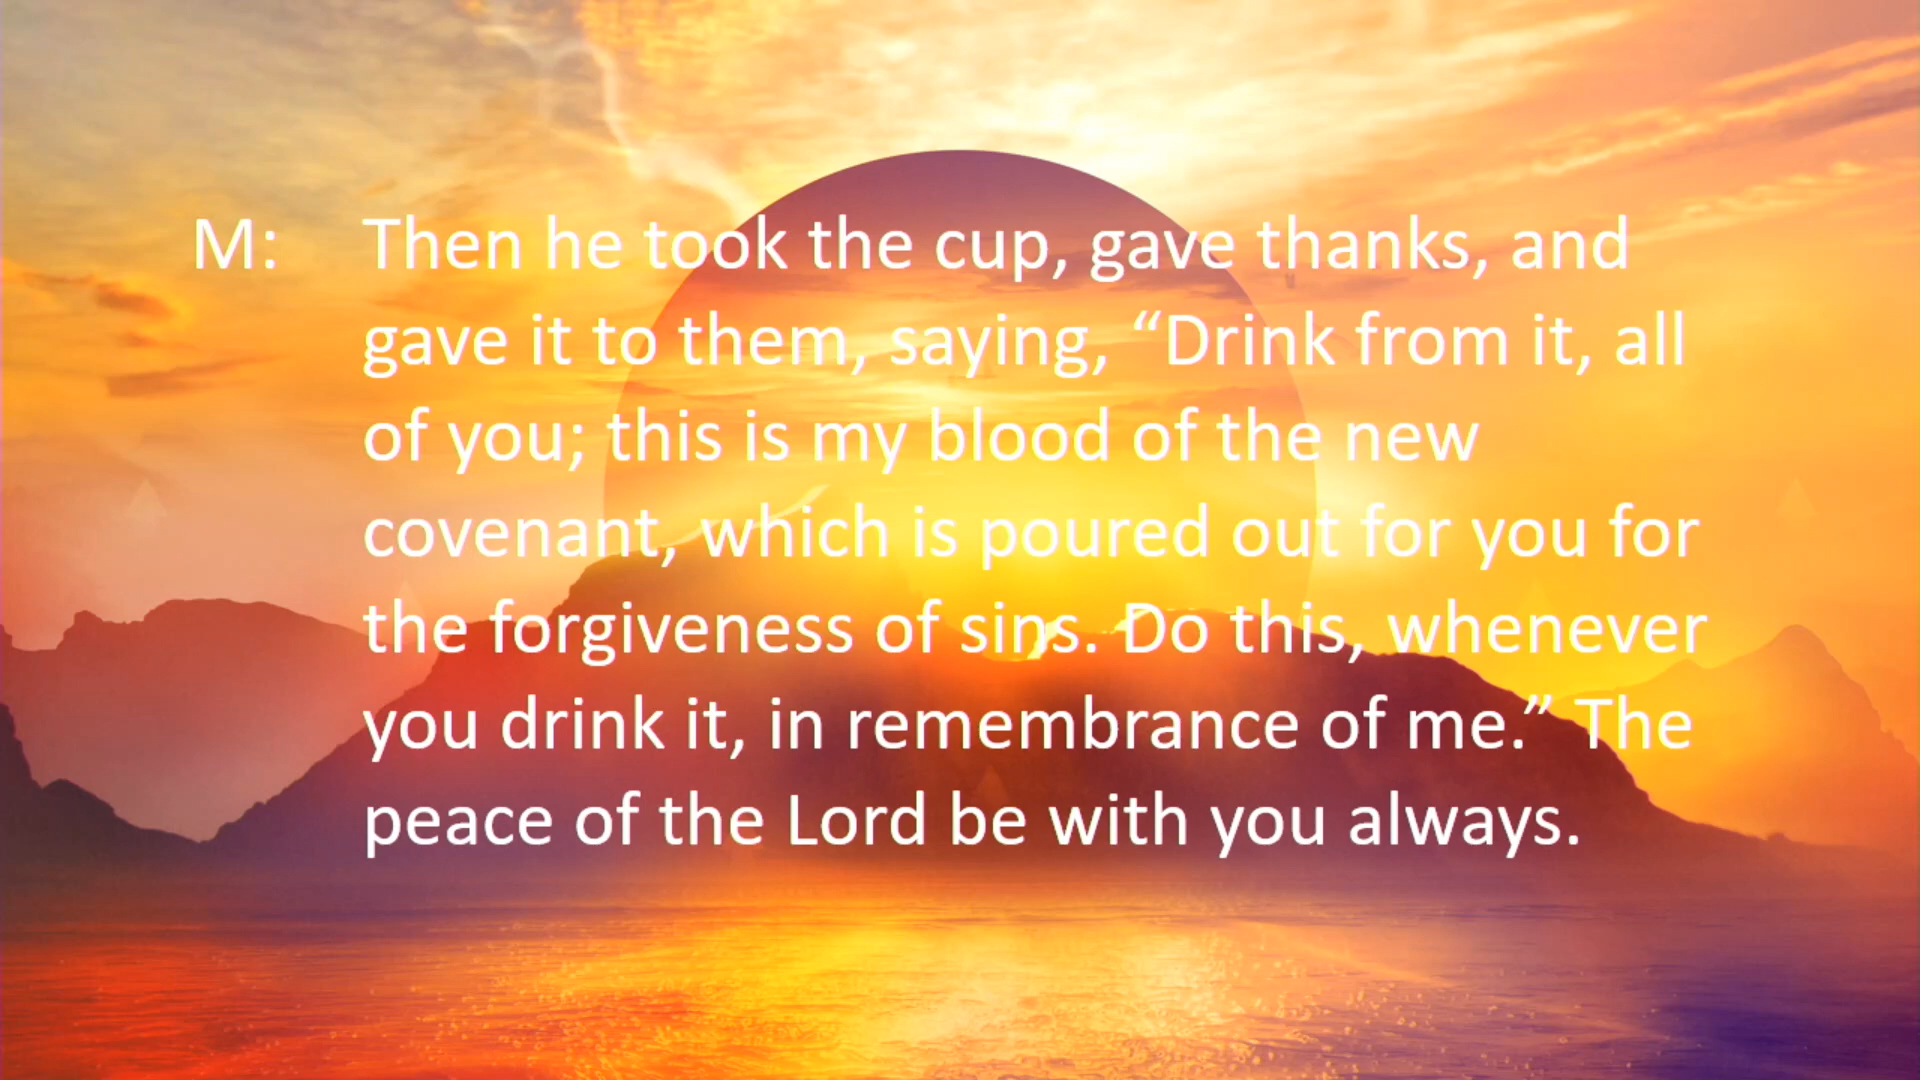 M: Then he took the cup, gave thanks, and
gave it to them, saying, “Drink from it, all
of you; this is my blood of the new
covenant, which is poured out for you for
the forgiveness of sins. Do this, whenever
you drink it, in remembrance of me.” The
peace of the Lord be with you always.